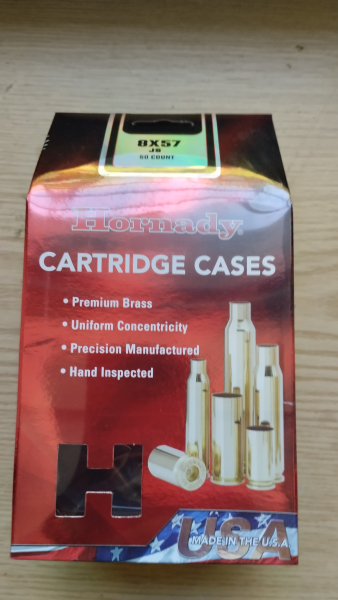 8X57
JS
50 COUNT
Hornady
CARTRIDGE CASES
• Premium Brass
• Uniform Concentricity
• Precision Manufactured
• Hand Inspected
H
USA
MADE IN THE U.S.A